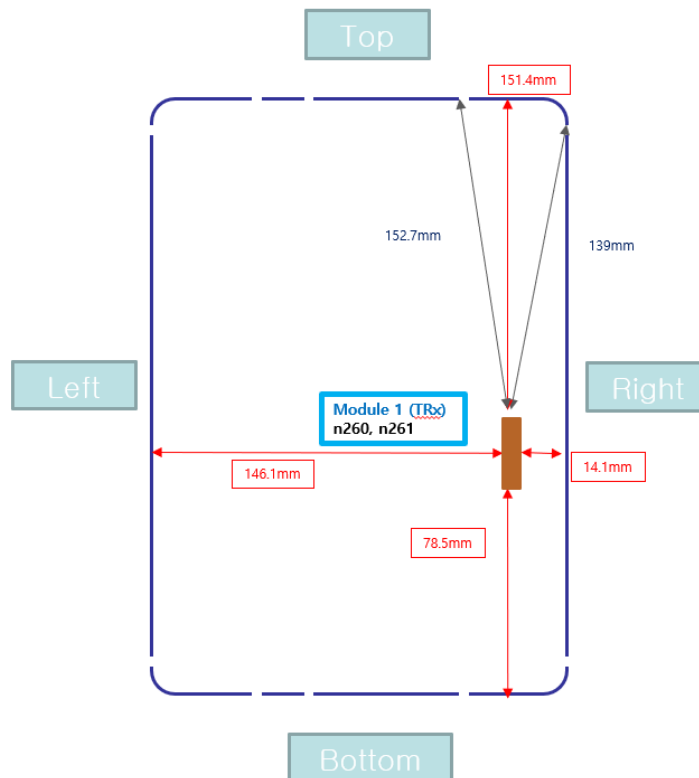 Top
151.4mm
152.7mm
139mm
Left
Right
Module 1 (TRx)
n260, n261
146.1mm
14.1mm
78.5mm
Bottom